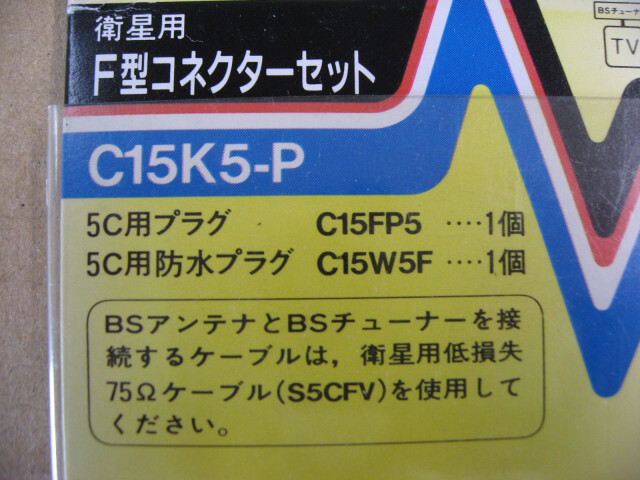 衛星用
F型コネクターセット
BSチューナ
TV
C15K5-P
5C用プラグ C15FP5 ····1個
5C用防水プラグ C15W5F ····1個
BSアンテナとBSチューナーを接
続するケーブルは，衛星用低損失
75Ωケーブル(S5CFV)を使用して
ください。